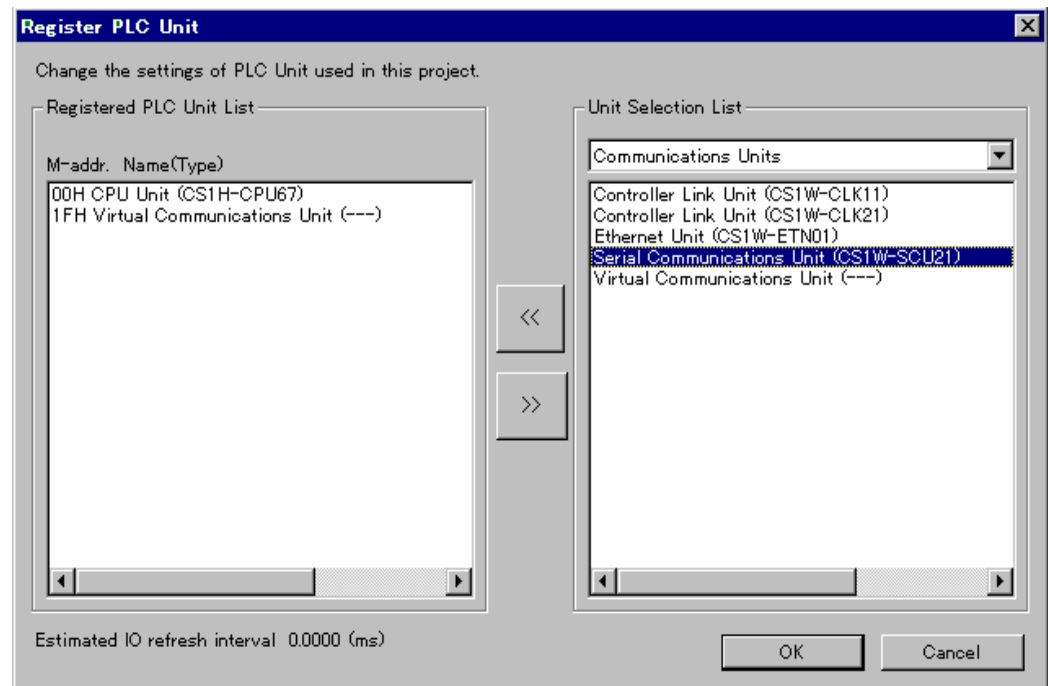 Register PLC Unit
Change the settings of PLC Unit used in this project.
Registered PLC Unit List
M-addr. Name(Type)
00H CPU Unit (CS1H-CPU67)
1FH Virtual Communications Unit (---)
<<
>>
Unit Selection List
Communications Units
Controller Link Unit (CS1W-CLK11)
Controller Link Unit (CS1W-CLK21)
Ethernet Unit (CS1W-ETN01)
Serial Communications Unit (CS1W-SCU21)
Virtual Communications Unit (---)
Estimated IO refresh interval 0.0000 (ms)
OK
Cancel